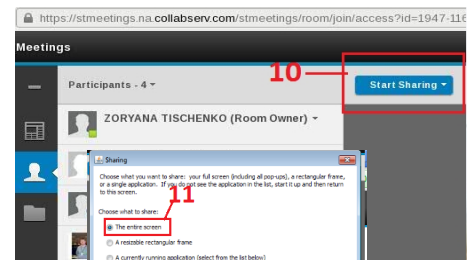 https://stmeetings.na.collabserv.com/stmeetings/room/join/access?id=1947-116
Meetings
10
Participants - 4
Start Sharing
ZORYANA TISCHENKO (Room Owner)
Sharing
Choose what you want to share: your full screen (including all pop-ups), a rectangular frame,
or a single application. If you do not see the application in the list, start it up and then return
to this screen.
11
Choose what to share:
The entire screen
A resizable rectangular frame
A currently running application (select from the list below)